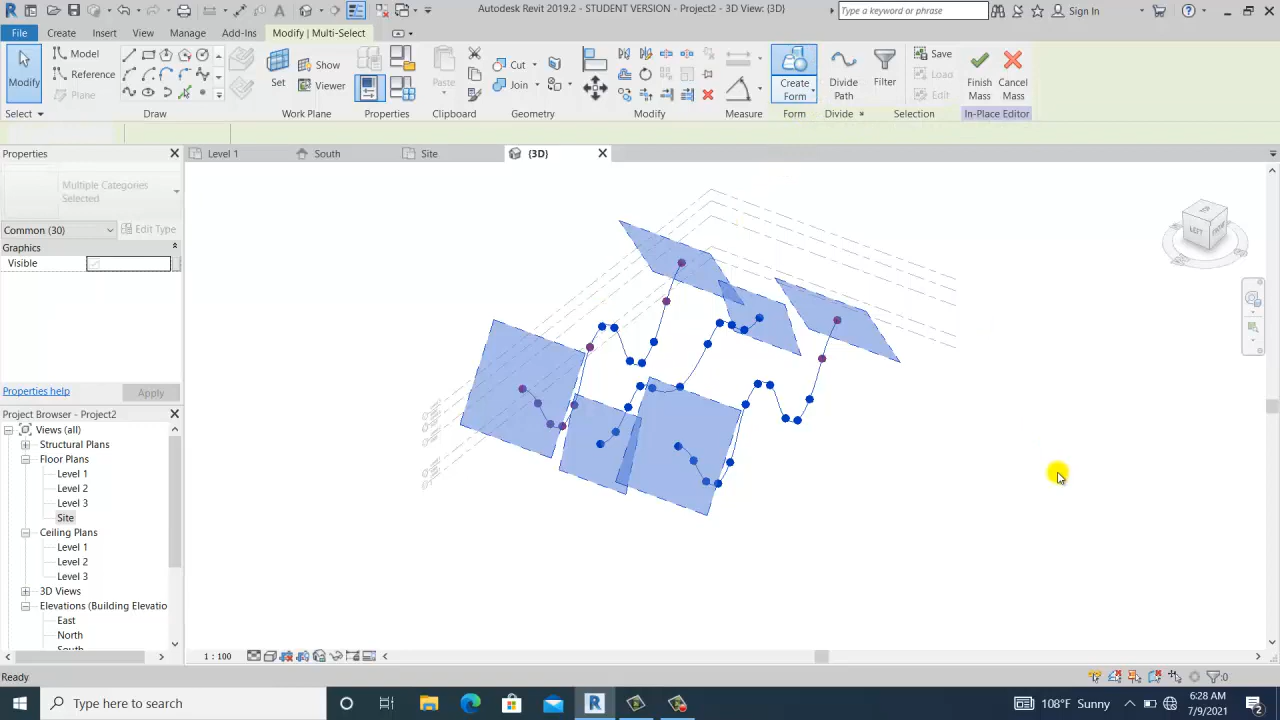 Autodesk Revit 2019.2 - STUDENT VERSION - Project2 - 3D View: {3D}
Type a keyword or phrase
Sign In
File Create Insert View Manage Add-Ins Modify | Multi-Select
Modify
Model
Reference
Plane
Set
Show
Viewer
Paste
Cut
Join
Create Form
Divide Path
Filter
Save
Load
Edit
Finish Mass
Cancel Mass
Select Draw Work Plane Properties Clipboard Geometry Modify Measure Form Divide Selection In-Place Editor
Properties
Level 1 South Site {3D}
Multiple Categories
Selected
Common (30) Edit Type
Graphics
Visible
Properties help Apply
Project Browser - Project2
Views (all)
Structural Plans
Floor Plans
Level 1
Level 2
Level 3
Site
Ceiling Plans
Level 1
Level 2
Level 3
3D Views
Elevations (Building Elevatio
East
North
South
LEFT
1 : 100
Ready
:0
Type here to search
108°F Sunny
6:28 AM
7/9/2021
2